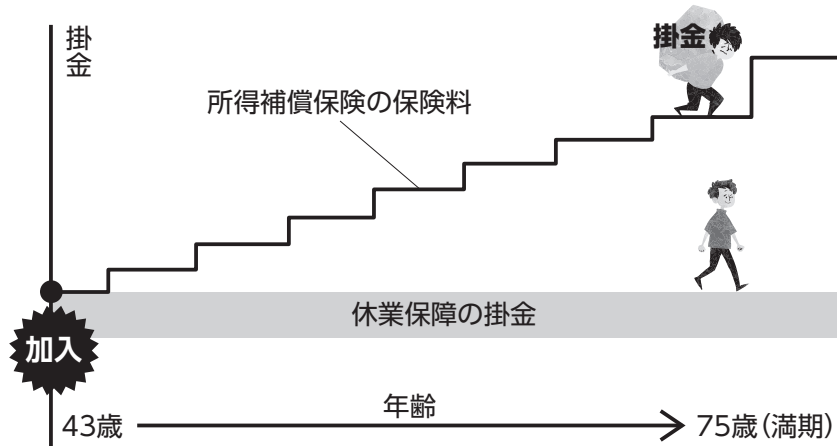 掛金
掛金
所得補償保険の保険料
休業保障の掛金
加入
年齢
43歳
75歳(満期)